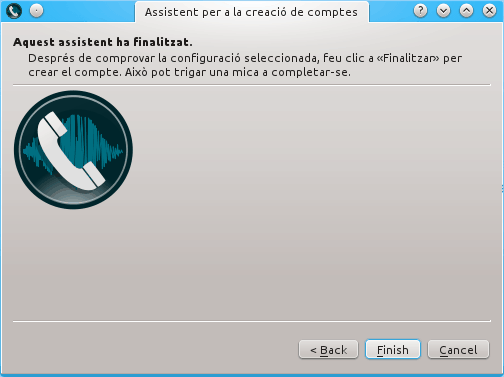 Assistent per a la creació de comptes
Aquest assistent ha finalitzat.
Després de comprovar la configuració seleccionada, feu clic a «Finalitzar» per
crear el compte. Això pot trigar una mica a completar-se.
< Back
Finish
Cancel